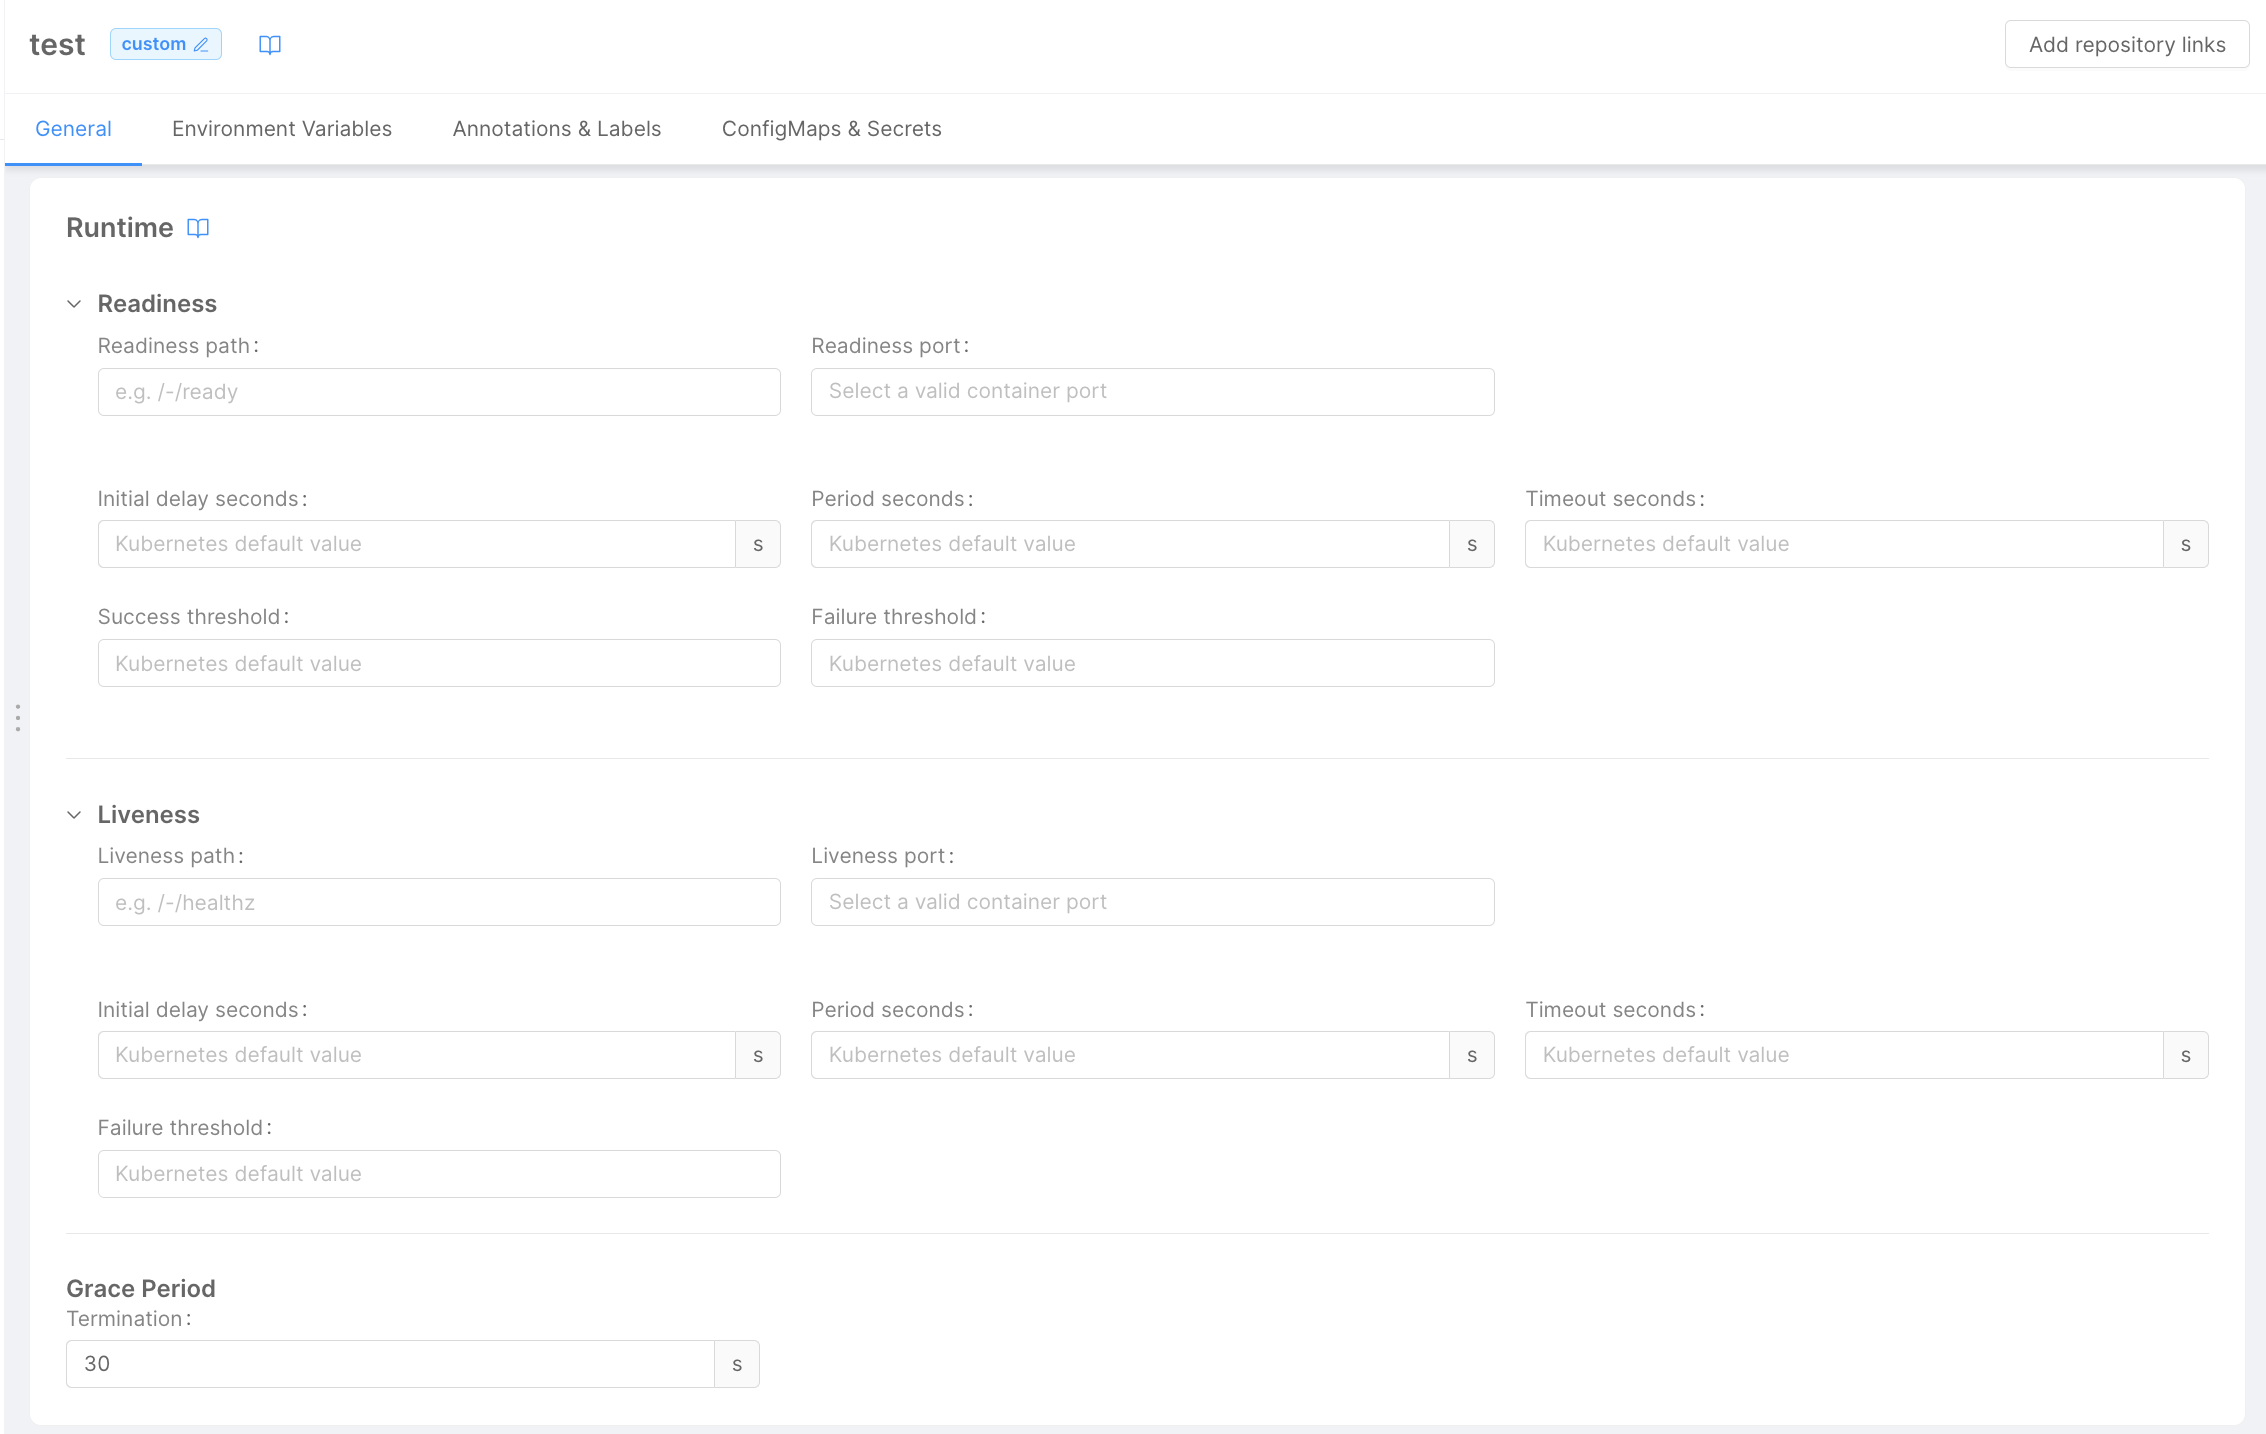 test custom
Add repository links
General Environment Variables Annotations & Labels ConfigMaps & Secrets
Runtime
Readiness
Readiness path: Readiness port:
e.g. /-/ready Select a valid container port
Initial delay seconds: Period seconds: Timeout seconds:
Kubernetes default value s Kubernetes default value s Kubernetes default value s
Success threshold: Failure threshold:
Kubernetes default value Kubernetes default value
Liveness
Liveness path: Liveness port:
e.g. /-/healthz Select a valid container port
Initial delay seconds: Period seconds: Timeout seconds:
Kubernetes default value s Kubernetes default value s Kubernetes default value s
Failure threshold:
Kubernetes default value
Grace Period
Termination:
30 s